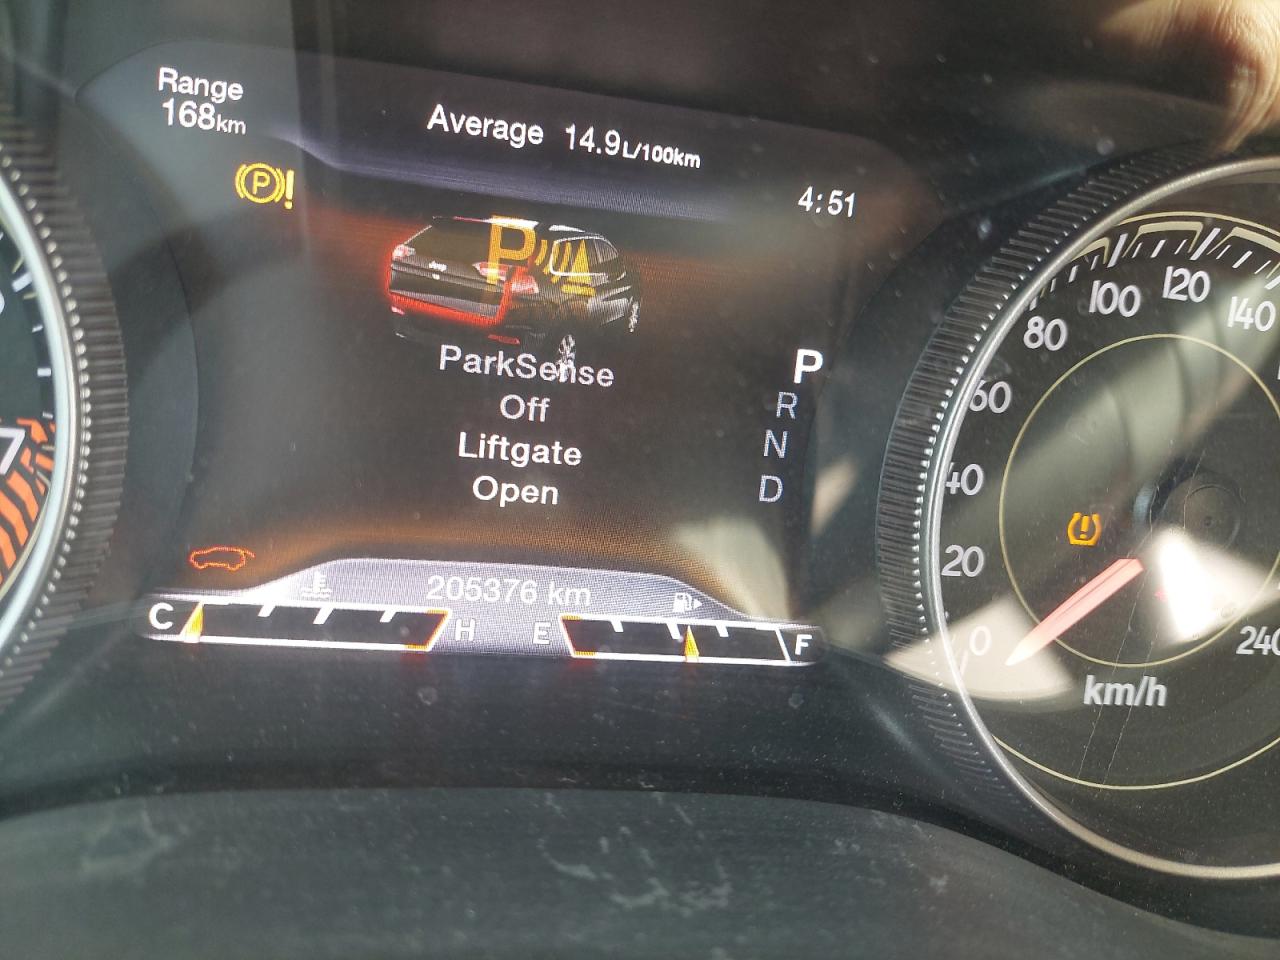 Range
168km
Average 14.9L/100km
4:51
P
ParkSense
Off
Liftgate
Open
P
R
N
D
205376 km
C
H
E
F
7
0
20
40
60
80
100
120
140
240
km/h